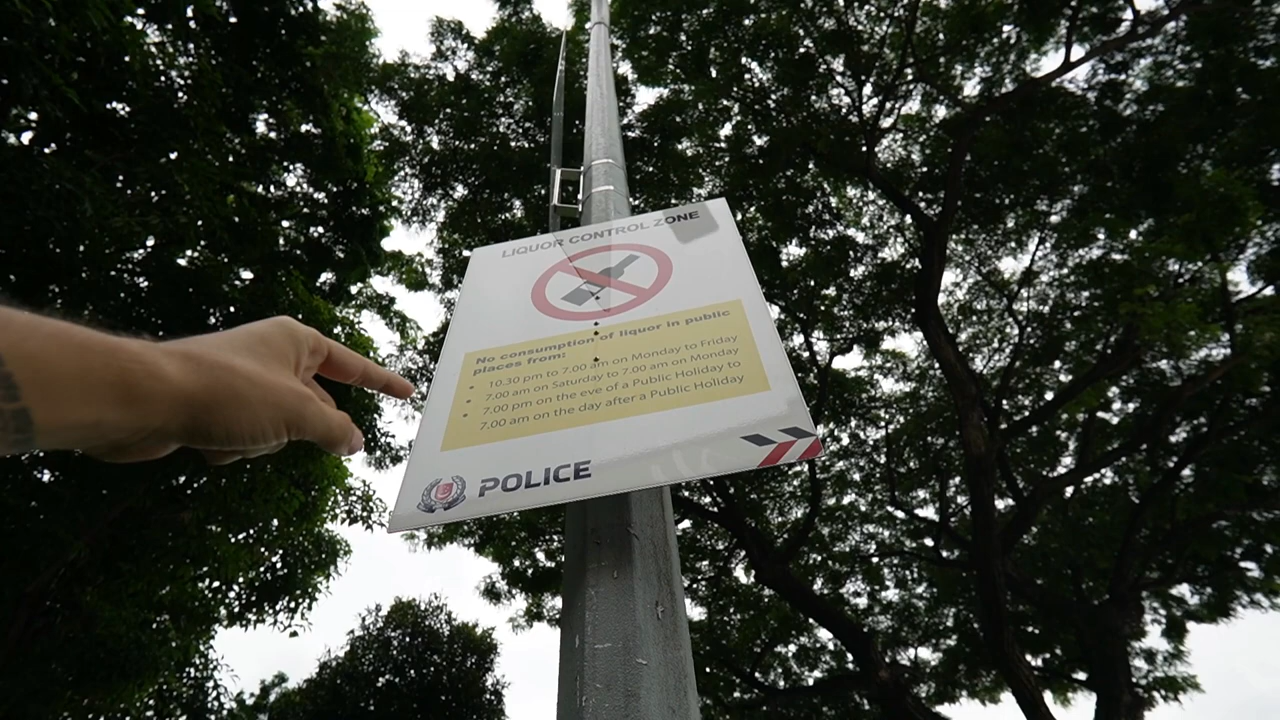 LIQUOR CONTROL ZONE
No consumption of liquor in public
places from:
• 10.30 pm to 7.00 am on Monday to Friday
• 7.00 am on Saturday to 7.00 am on Monday
• 7.00 pm on the eve of a Public Holiday to
7.00 am on the day after a Public Holiday
POLICE